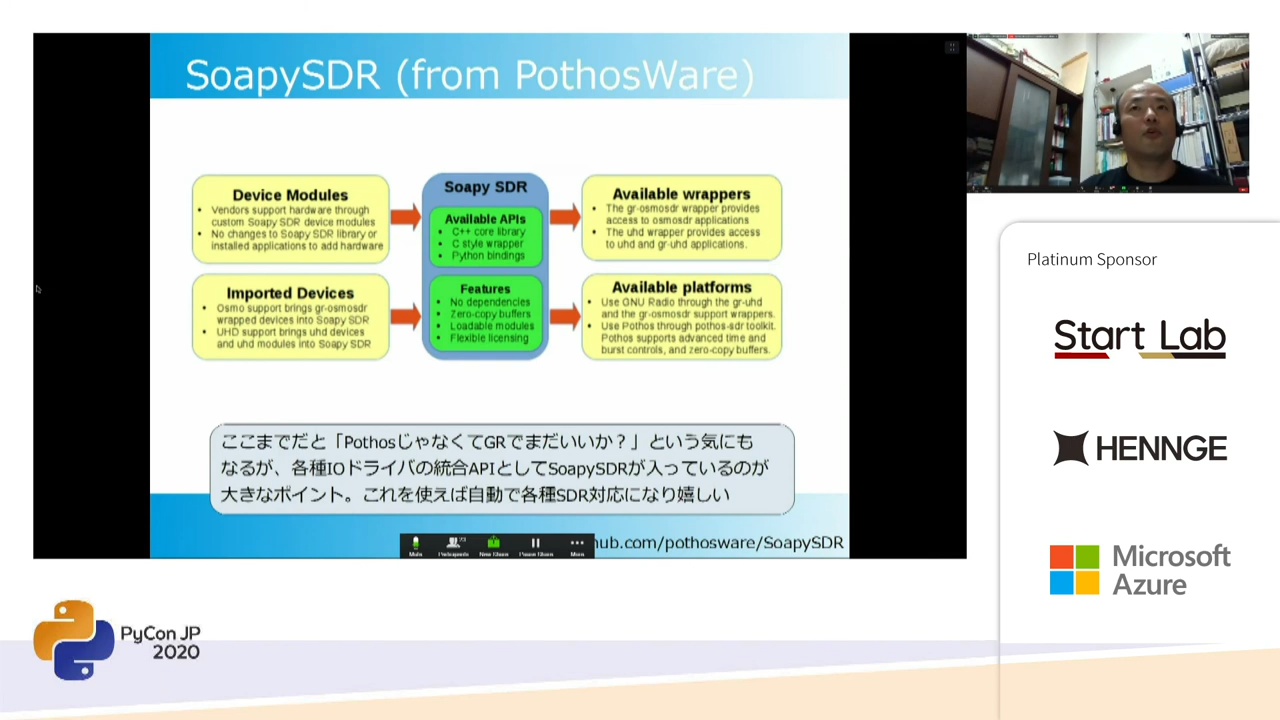 SoapySDR (from PothosWare)
Device Modules
• Vendors support hardware through
custom Soapy SDR device modules
• No changes to Soapy SDR library or
installed applications to add hardware
Imported Devices
• Osmo support brings gr-osmosdr
wrapped devices into Soapy SDR
• UHD support brings uhd devices
and uhd modules into Soapy SDR
Soapy SDR
Available APIs
• C++ core library
• C style wrapper
• Python bindings
Features
• No dependencies
• Zero-copy buffers
• Loadable modules
• Flexible licensing
Available wrappers
• The gr-osmosdr wrapper provides
access to osmosdr applications
• The uhd wrapper provides access
to uhd and gr-uhd applications.
Available platforms
• Use GNU Radio through the gr-uhd
and the gr-osmosdr support wrappers.
• Use Pothos through pothos-sdr toolkit.
Pothos supports advanced time and
burst controls, and zero-copy buffers.
ここまでだと「PothosじゃなくてGRでまだいいか？」という気にも
なるが、各種IOドライバの統合APIとしてSoapySDRが入っているのが
大きなポイント。これを使えば自動で各種SDR対応になり嬉しい
hub.com/pothosware/SoapySDR
Mute
Participants
New Share
Pause Share
More
Platinum Sponsor
Start Lab
HENNGE
Microsoft
Azure
PyCon JP
2020